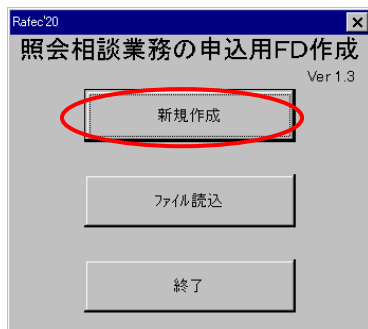 Rafec'20
照会相談業務の申込用FD作成
Ver 1.3
新規作成
ファイル読込
終了